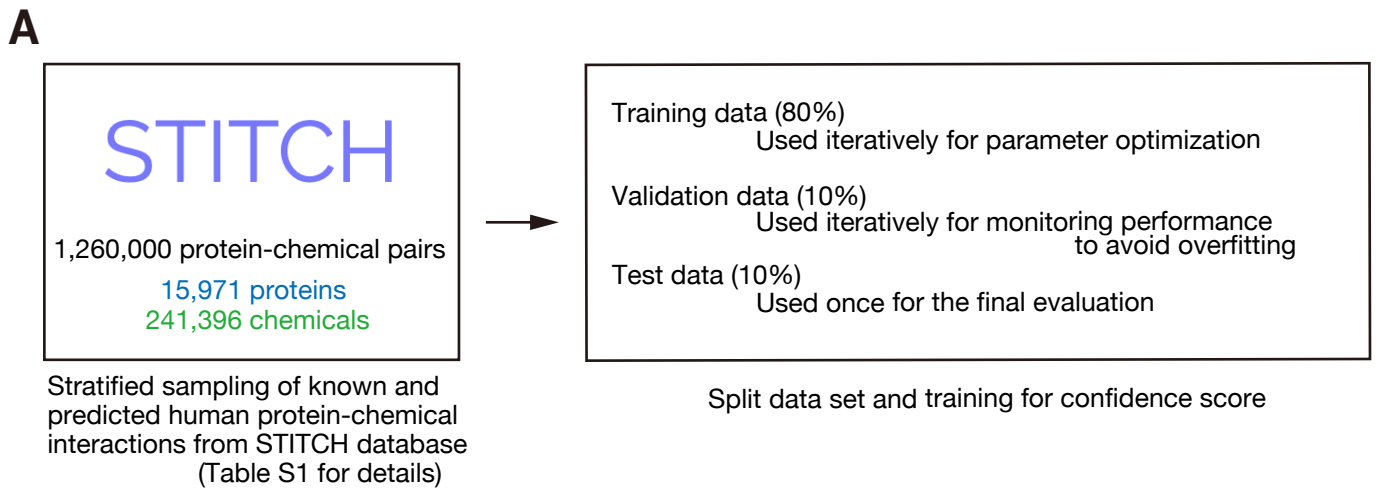 A
STITCH
1,260,000 protein-chemical pairs
15,971 proteins
241,396 chemicals
Stratified sampling of known and
predicted human protein-chemical
interactions from STITCH database
(Table S1 for details)
Training data (80%)
Used iteratively for parameter optimization
Validation data (10%)
Used iteratively for monitoring performance
to avoid overfitting
Test data (10%)
Used once for the final evaluation
Split data set and training for confidence score